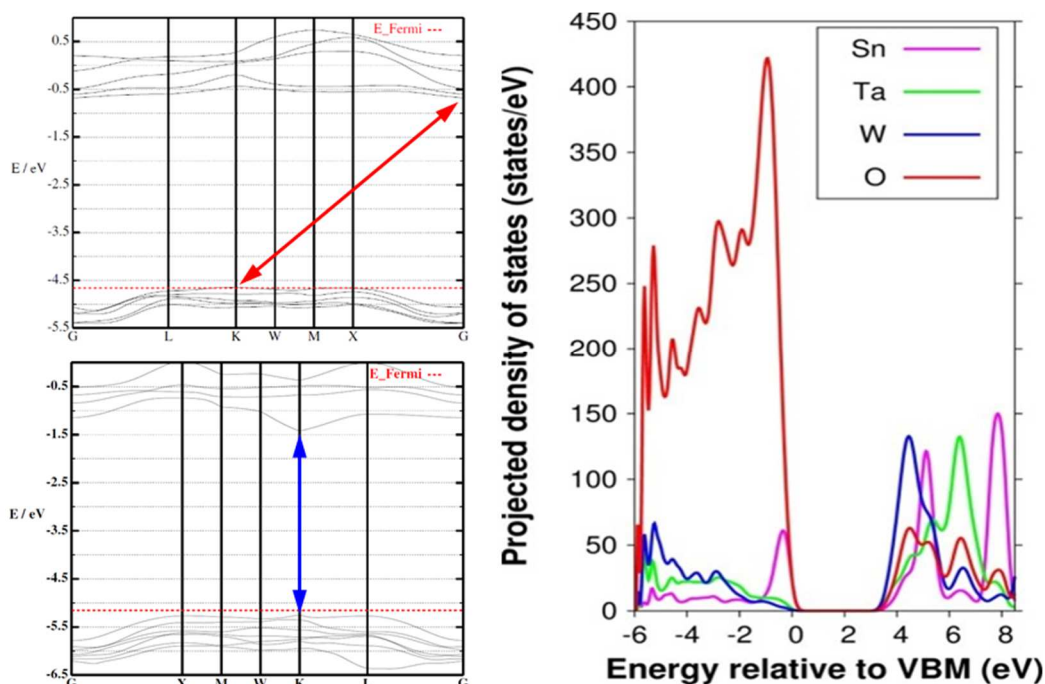 E_Fermi
0.5
-0.5
-1.5
E / eV
-2.5
-3.5
-4.5
-5.5
G L K W M X G
E_Fermi
-0.5
-1.5
-2.5
E / eV
-3.5
-4.5
-5.5
-6.5
G X M W K L G
Projected density of states (states/eV)
450
400
350
300
250
200
150
100
50
0
Sn
Ta
W
O
-6 -4 -2 0 2 4 6 8
Energy relative to VBM (eV)